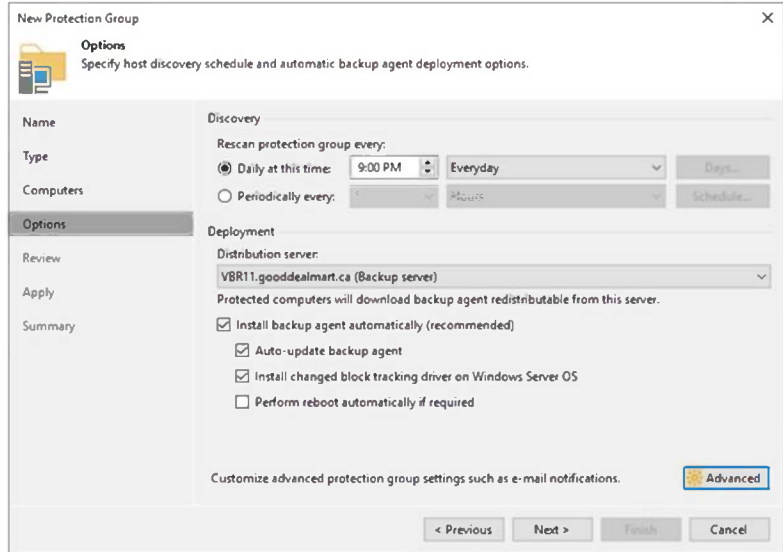 New Protection Group
Options
Specify host discovery schedule and automatic backup agent deployment options.
Name
Type
Computers
Options
Review
Apply
Summary
Discovery
Rescan protection group every:
Daily at this time: 9:00 PM Everyday Days...
Periodically every: Hours Schedule...
Deployment
Distribution server:
VBR11.gooddealmart.ca (Backup server)
Protected computers will download backup agent redistributable from this server.
Install backup agent automatically (recommended)
Auto-update backup agent
Install changed block tracking driver on Windows Server OS
Perform reboot automatically if required
Customize advanced protection group settings such as e-mail notifications. Advanced
< Previous Next > Finish Cancel